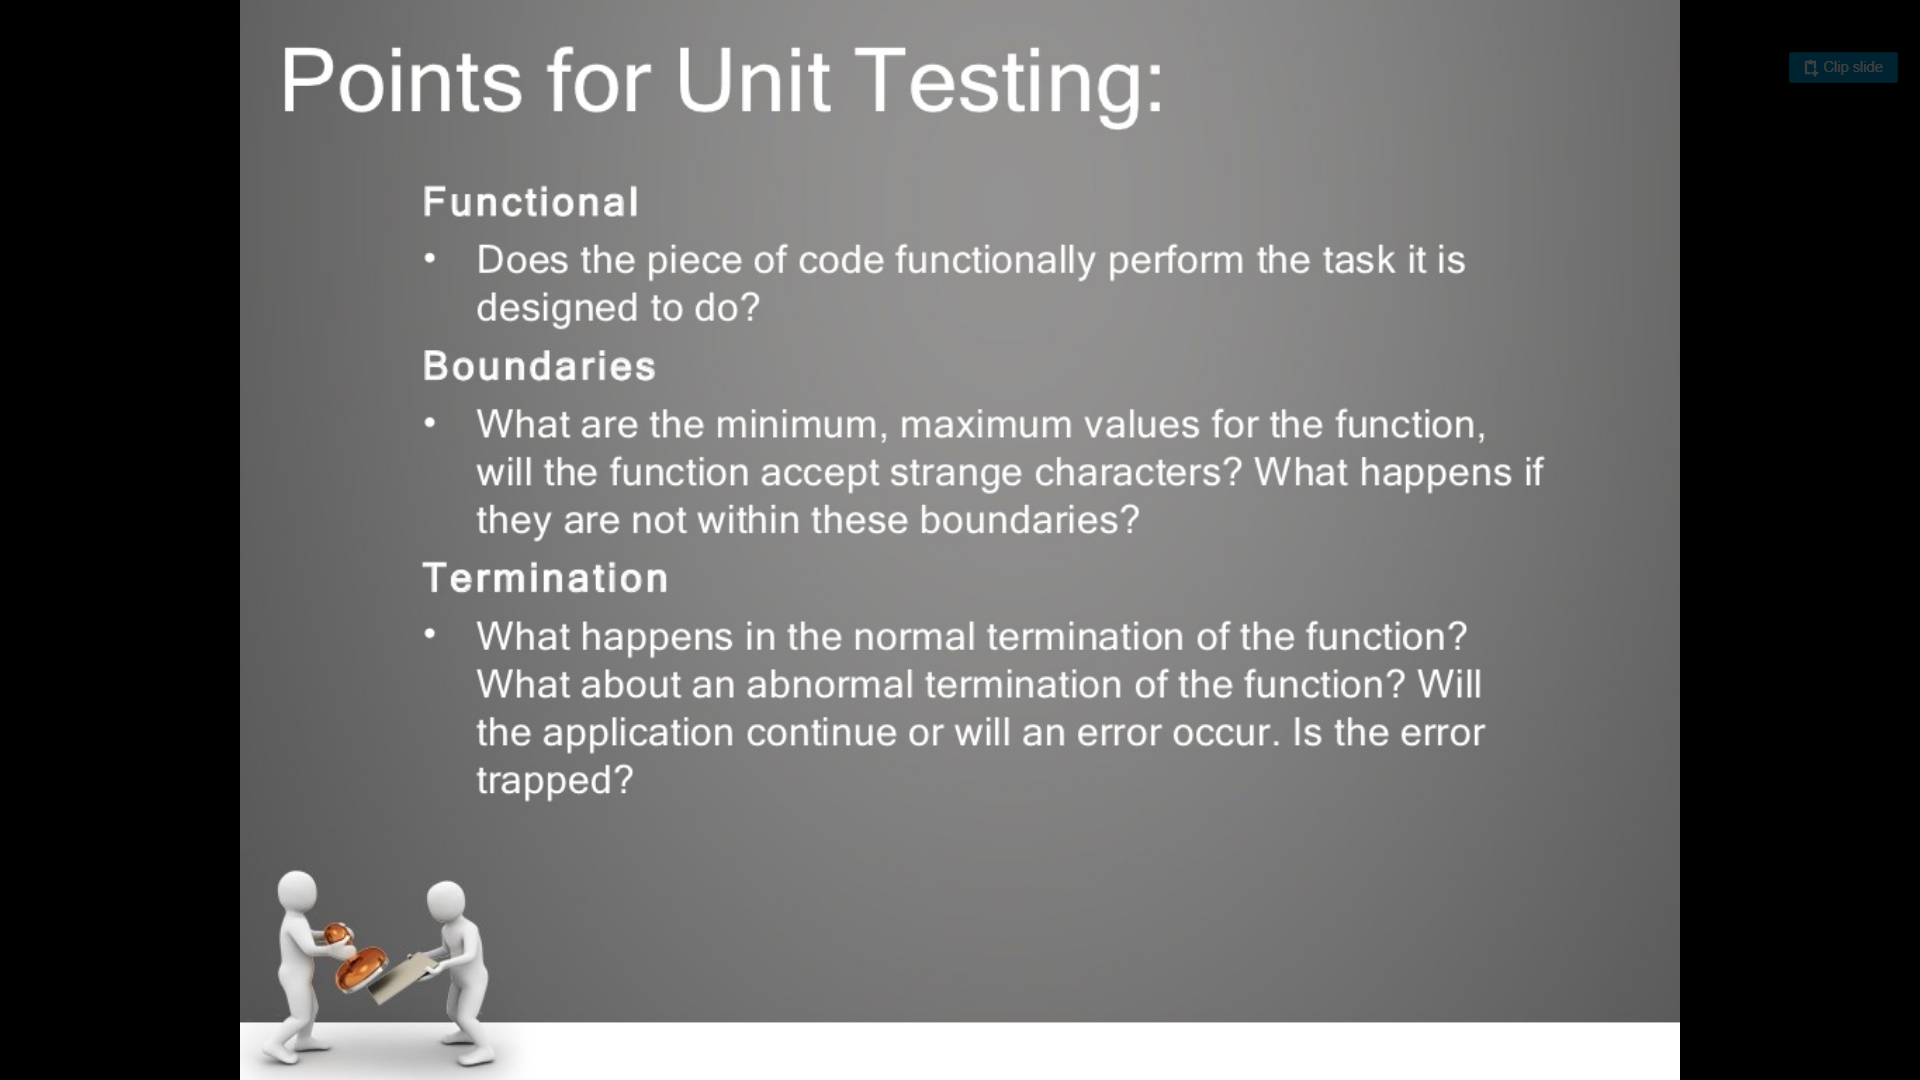 Points for Unit Testing:
Clip slide
Functional
• Does the piece of code functionally perform the task it is
designed to do?
Boundaries
• What are the minimum, maximum values for the function,
will the function accept strange characters? What happens if
they are not within these boundaries?
Termination
• What happens in the normal termination of the function?
What about an abnormal termination of the function? Will
the application continue or will an error occur. Is the error
trapped?